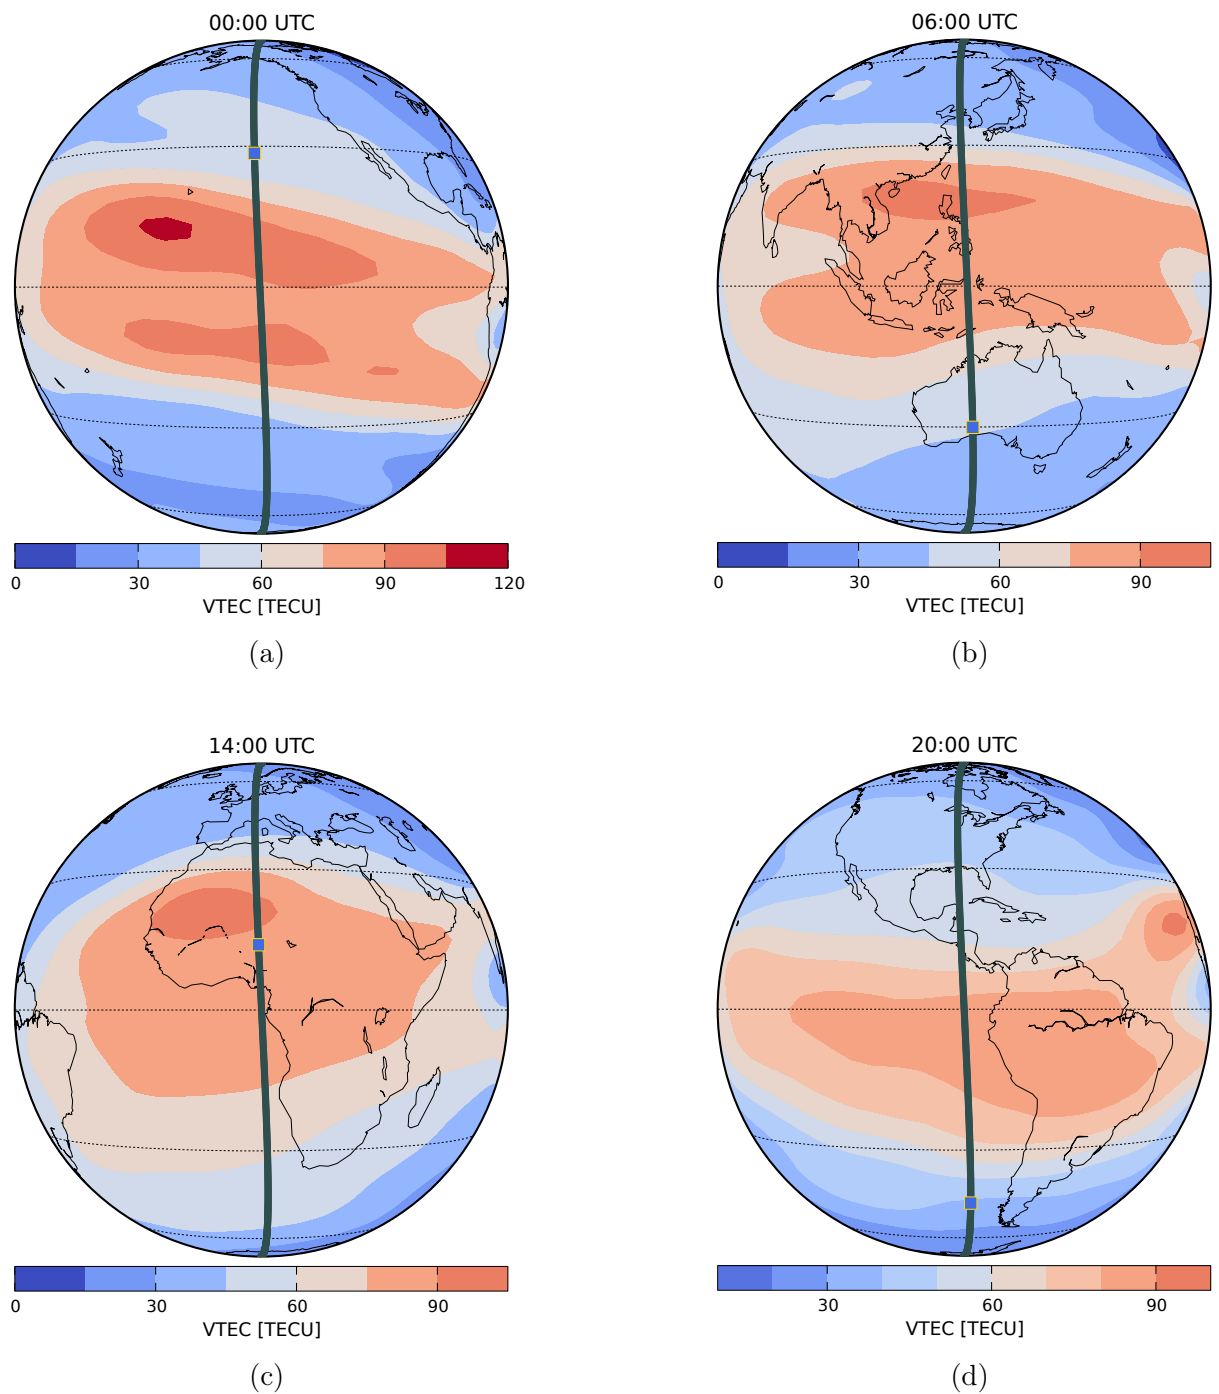 00:00 UTC
0 30 60 90 120
VTEC [TECU]
(a)
06:00 UTC
0 30 60 90
VTEC [TECU]
(b)
14:00 UTC
0 30 60 90
VTEC [TECU]
(c)
20:00 UTC
30 60 90
VTEC [TECU]
(d)